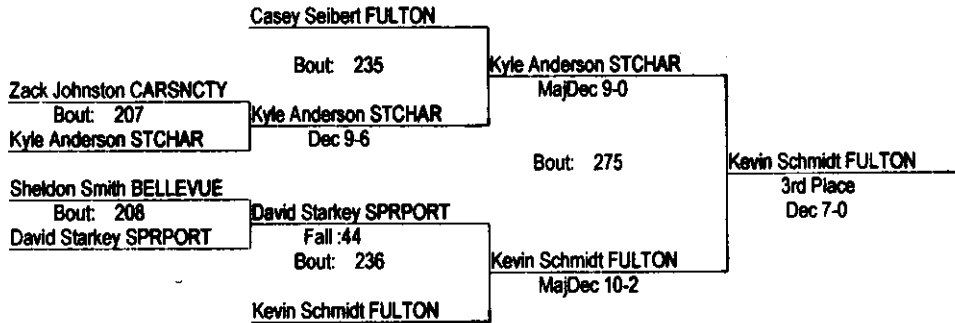 Casey Seibert FULTON
Bout: 235
Kyle Anderson STCHAR
MajDec 9-0
Zack Johnston CARSNCTY
Bout: 207
Kyle Anderson STCHAR
Kyle Anderson STCHAR
Dec 9-6
Bout: 275
Kevin Schmidt FULTON
3rd Place
Dec 7-0
Sheldon Smith BELLEVUE
Bout: 208
David Starkey SPRPORT
David Starkey SPRPORT
Fall :44
Bout: 236
Kevin Schmidt FULTON
MajDec 10-2
Kevin Schmidt FULTON